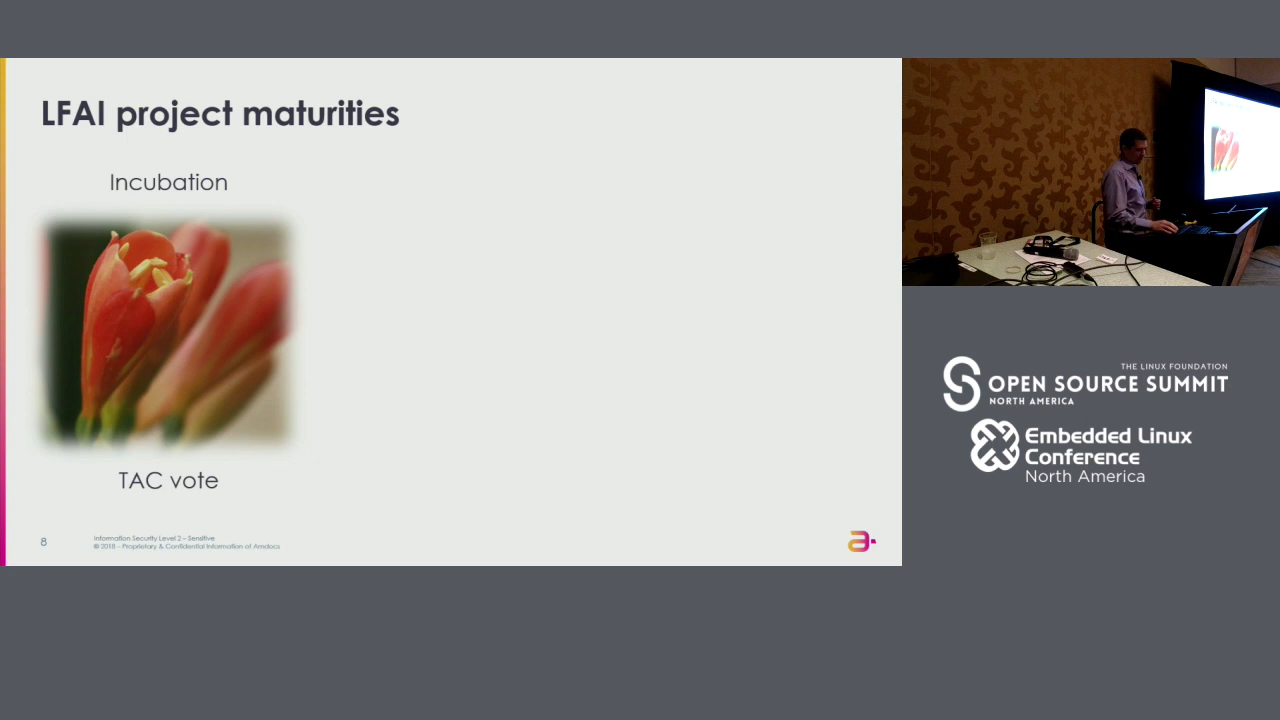 LFAI project maturities
Incubation
TAC vote
8
Information Security Level 2 – Sensitive
© 2018 – Proprietary & Confidential Information of Amdocs
THE LINUX FOUNDATION
OPEN SOURCE SUMMIT
NORTH AMERICA
Embedded Linux
Conference
North America